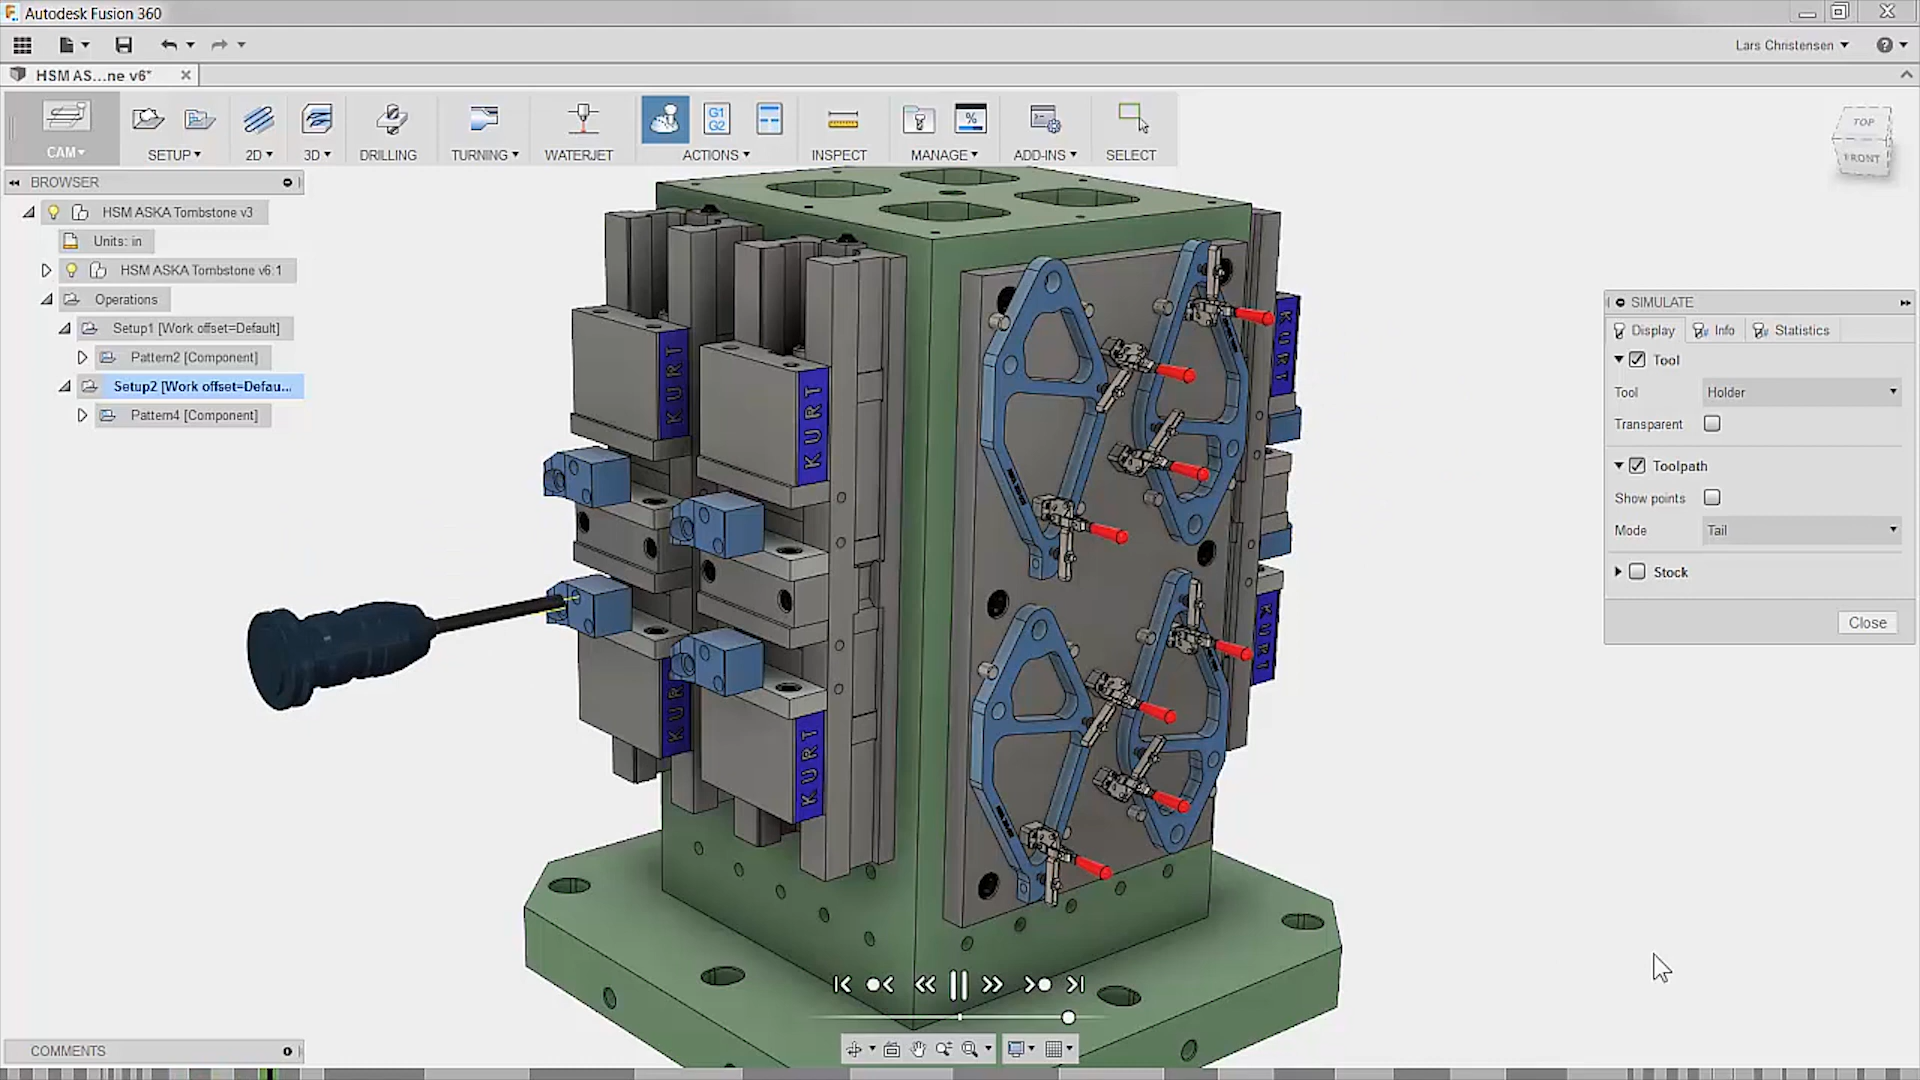 Autodesk Fusion 360
Lars Christensen
HSM AS...ne v6*
CAM
SETUP
2D
3D
DRILLING
TURNING
WATERJET
G1
G2
ACTIONS
INSPECT
%
MANAGE
ADD-INS
SELECT
TOP
FRONT
BROWSER
HSM ASKA Tombstone v3
Units: in
HSM ASKA Tombstone v6:1
Operations
Setup1 [Work offset=Default]
Pattern2 [Component]
Setup2 [Work offset=Defau...
Pattern4 [Component]
KURT
KURT
KURT
KURT
KURT
KURT
SIMULATE
Display
Info
Statistics
Tool
Tool
Holder
Transparent
Toolpath
Show points
Mode
Tail
Stock
Close
COMMENTS